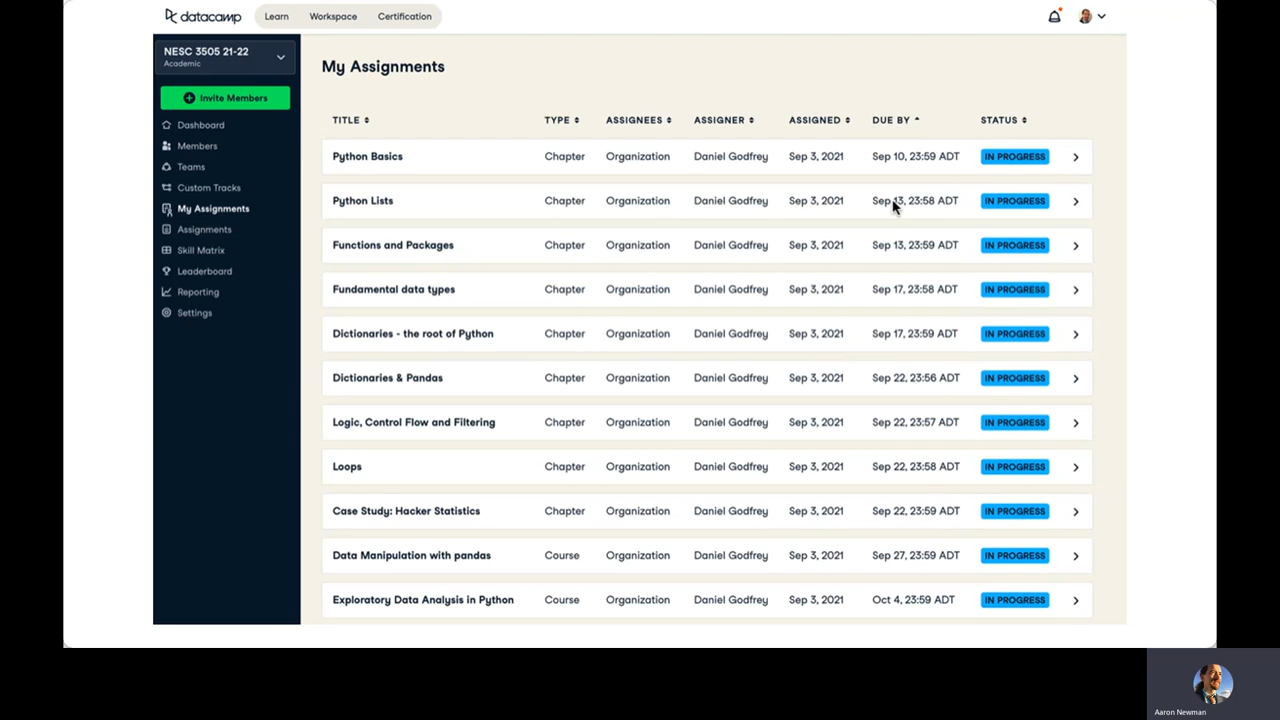 datacamp
Learn Workspace Certification
NESC 3505 21-22
Academic
Invite Members
Dashboard
Members
Teams
Custom Tracks
My Assignments
Assignments
Skill Matrix
Leaderboard
Reporting
Settings
My Assignments
TITLE TYPE ASSIGNEES ASSIGNER ASSIGNED DUE BY STATUS
Python Basics Chapter Organization Daniel Godfrey Sep 3, 2021 Sep 10, 23:59 ADT IN PROGRESS
Python Lists Chapter Organization Daniel Godfrey Sep 3, 2021 Sep 13, 23:58 ADT IN PROGRESS
Functions and Packages Chapter Organization Daniel Godfrey Sep 3, 2021 Sep 13, 23:59 ADT IN PROGRESS
Fundamental data types Chapter Organization Daniel Godfrey Sep 3, 2021 Sep 17, 23:58 ADT IN PROGRESS
Dictionaries - the root of Python Chapter Organization Daniel Godfrey Sep 3, 2021 Sep 17, 23:59 ADT IN PROGRESS
Dictionaries & Pandas Chapter Organization Daniel Godfrey Sep 3, 2021 Sep 22, 23:56 ADT IN PROGRESS
Logic, Control Flow and Filtering Chapter Organization Daniel Godfrey Sep 3, 2021 Sep 22, 23:57 ADT IN PROGRESS
Loops Chapter Organization Daniel Godfrey Sep 3, 2021 Sep 22, 23:58 ADT IN PROGRESS
Case Study: Hacker Statistics Chapter Organization Daniel Godfrey Sep 3, 2021 Sep 22, 23:59 ADT IN PROGRESS
Data Manipulation with pandas Course Organization Daniel Godfrey Sep 3, 2021 Sep 27, 23:59 ADT IN PROGRESS
Exploratory Data Analysis in Python Course Organization Daniel Godfrey Sep 3, 2021 Oct 4, 23:59 ADT IN PROGRESS
Aaron Newman